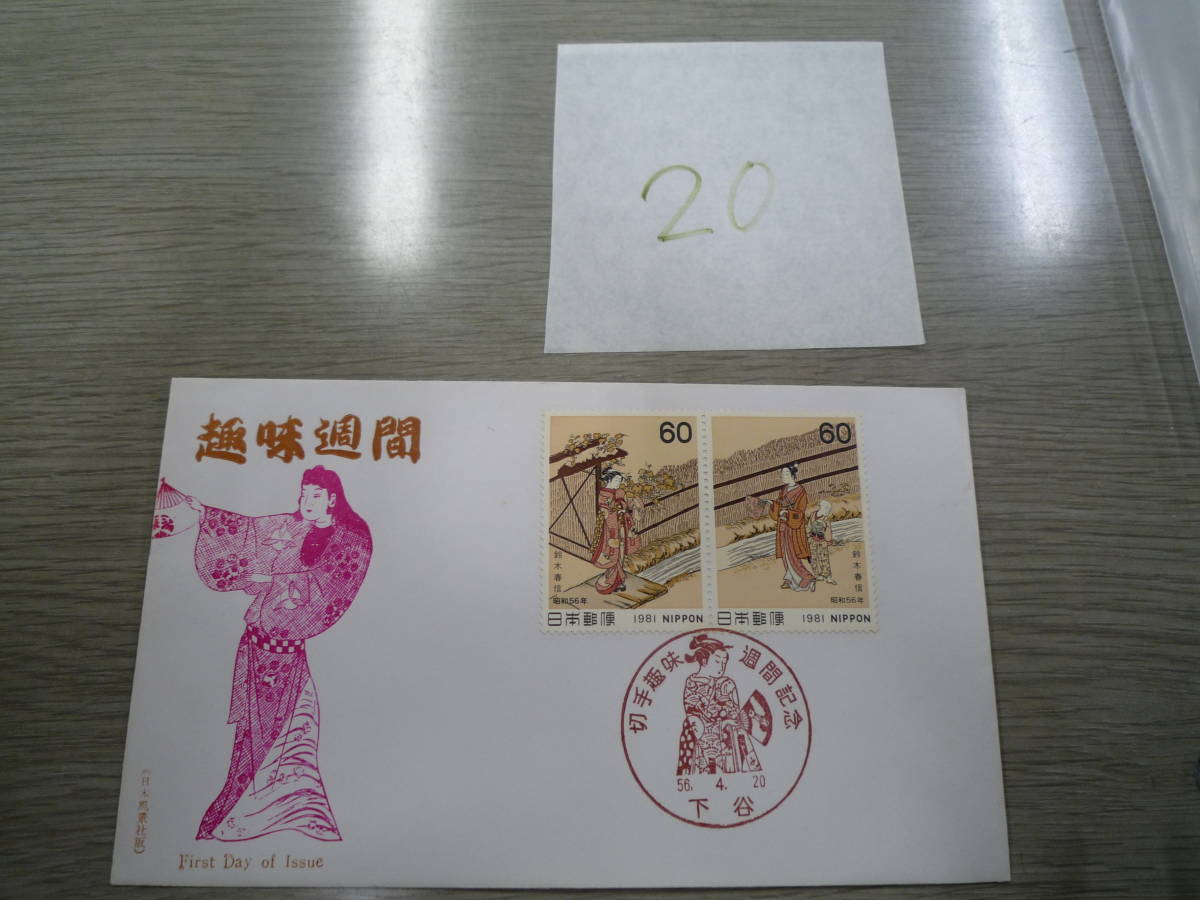 20
趣味週間
60
鈴木春信
昭和56年
日本郵便 1981 NIPPON
60
鈴木春信
昭和56年
日本郵便 1981 NIPPON
切手趣味週間記念
56. 4. 20
下谷
First Day of Issue